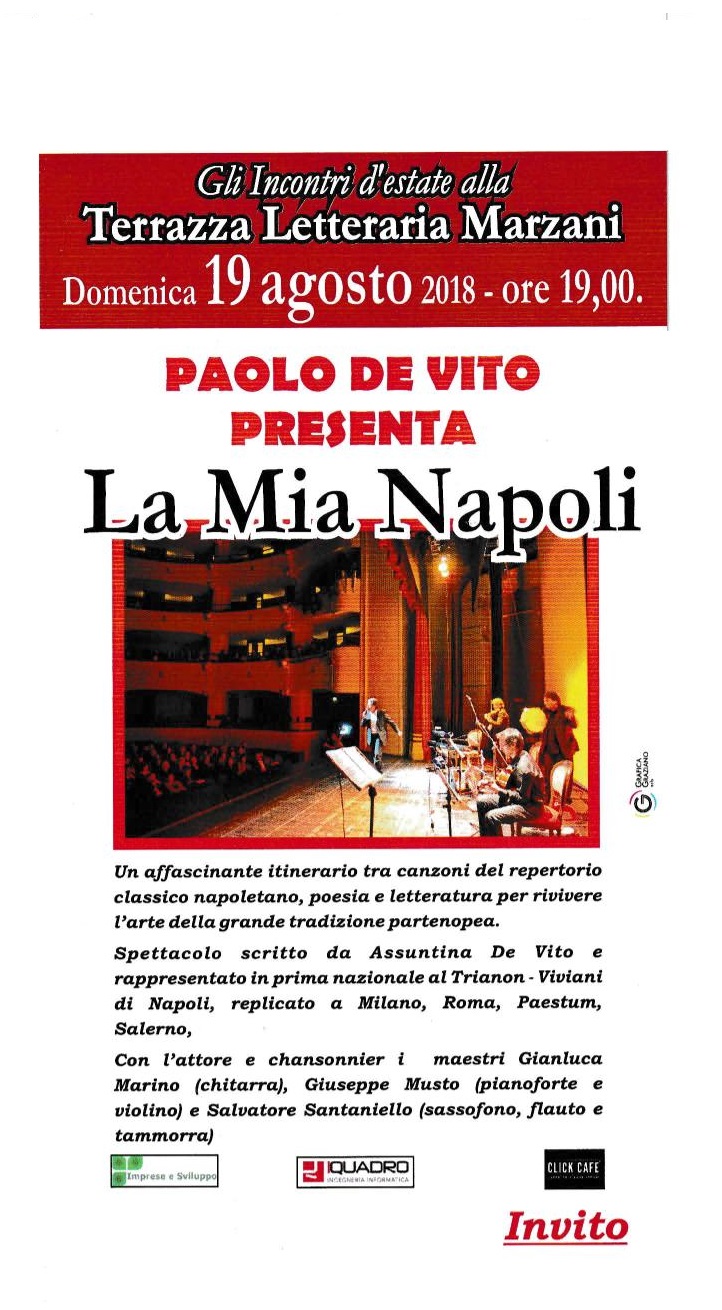 Gli Incontri d'estate alla
Terrazza Letteraria Marzani
Domenica 19 agosto 2018 - ore 19,00.
PAOLO DE VITO
PRESENTA
La Mia Napoli
GRAFICA
GRAZIANO
Un affascinante itinerario tra canzoni del repertorio
classico napoletano, poesia e letteratura per rivivere
l'arte della grande tradizione partenopea.
Spettacolo scritto da Assuntina De Vito e
rappresentato in prima nazionale al Trianon - Viviani
di Napoli, replicato a Milano, Roma, Paestum,
Salerno,
Con l'attore e chansonnier i maestri Gianluca
Marino (chitarra), Giuseppe Musto (pianoforte e
violino) e Salvatore Santaniello (sassofono, flauto e
tammorra)
Imprese e Sviluppo
IQUADRO
INGEGNERIA INFORMATICA
CLICK CAFÈ
Invito